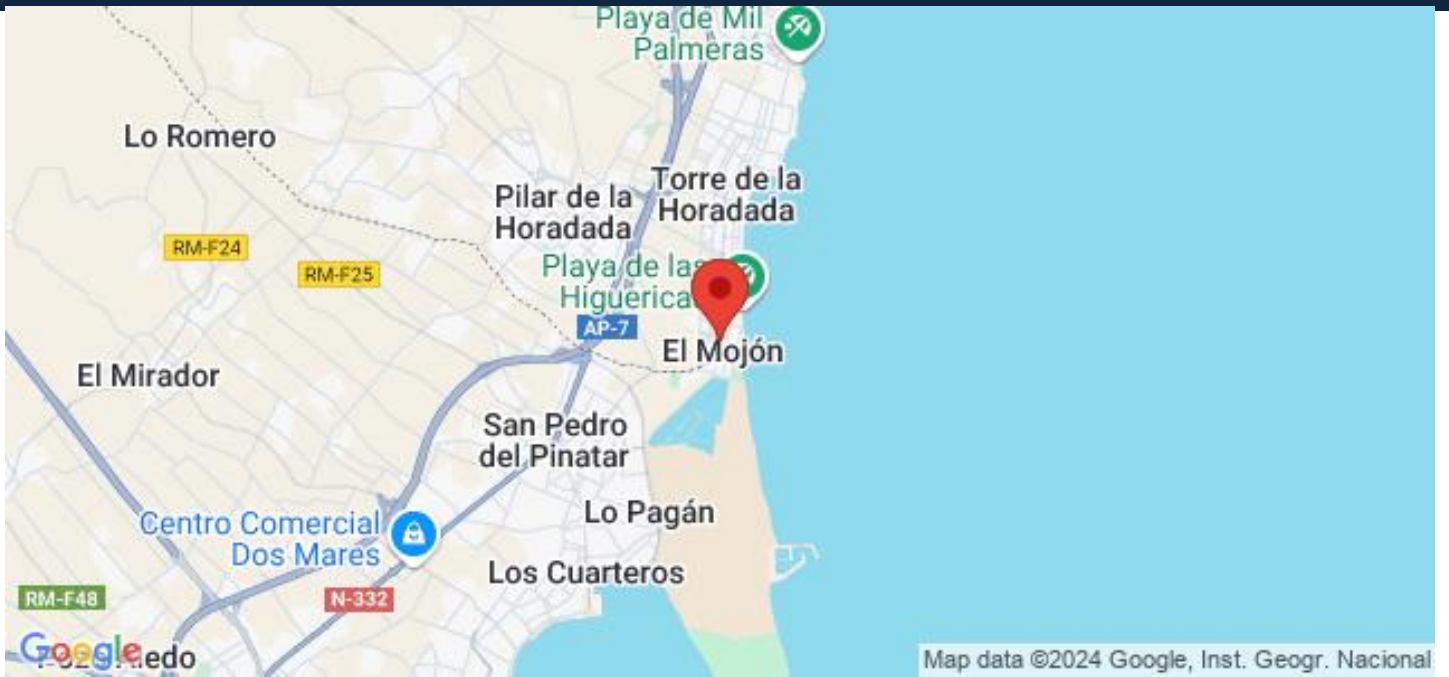 Playa de Mil
Palmeras
Lo Romero
Pilar de la
Horadada
Torre de la
Horadada
RM-F24
RM-F25
Playa de las
Higuericas
AP-7
El Mojón
El Mirador
San Pedro
del Pinatar
Lo Pagán
Centro Comercial
Dos Mares
Los Cuarteros
RM-F48
N-332
Google
Map data ©2024 Google, Inst. Geogr. Nacional